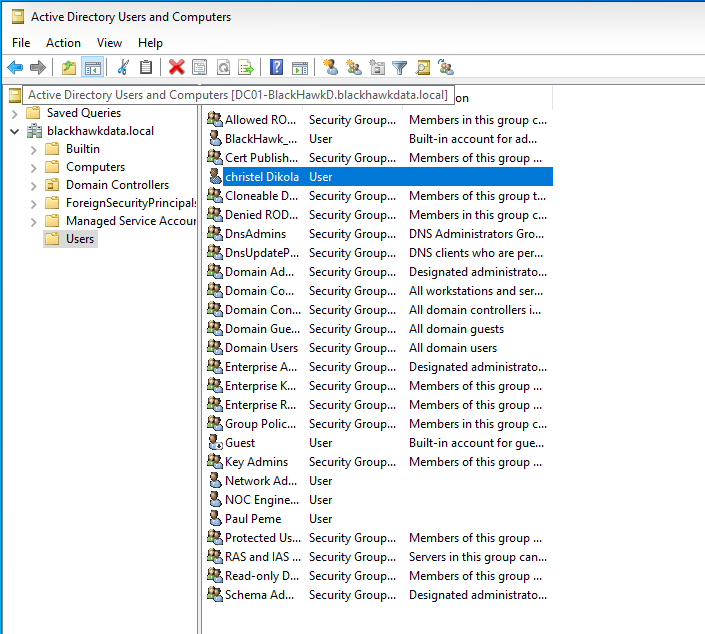 Active Directory Users and Computers
File Action View Help
Active Directory Users and Computers [DC01-BlackHawkD.blackhawkdata.local]
on
Saved Queries
blackhawkdata.local
Builtin
Computers
Domain Controllers
ForeignSecurityPrincipals
Managed Service Accour
Users
Allowed RO... Security Group... Members in this group c...
BlackHawk_... User Built-in account for ad...
Cert Publish... Security Group... Members of this group ...
christel Dikola User
Cloneable D... Security Group... Members of this group t...
Denied ROD... Security Group... Members in this group c...
DnsAdmins Security Group... DNS Administrators Gro...
DnsUpdateP... Security Group... DNS clients who are per...
Domain Ad... Security Group... Designated administrato...
Domain Co... Security Group... All workstations and ser...
Domain Con... Security Group... All domain controllers i...
Domain Gue... Security Group... All domain guests
Domain Users Security Group... All domain users
Enterprise A... Security Group... Designated administrato...
Enterprise K... Security Group... Members of this group ...
Enterprise R... Security Group... Members of this group ...
Group Polic... Security Group... Members in this group c...
Guest User Built-in account for gue...
Key Admins Security Group... Members of this group ...
Network Ad... User
NOC Engine... User
Paul Peme User
Protected Us... Security Group... Members of this group ...
RAS and IAS ... Security Group... Servers in this group can...
Read-only D... Security Group... Members of this group ...
Schema Ad... Security Group... Designated administrato...